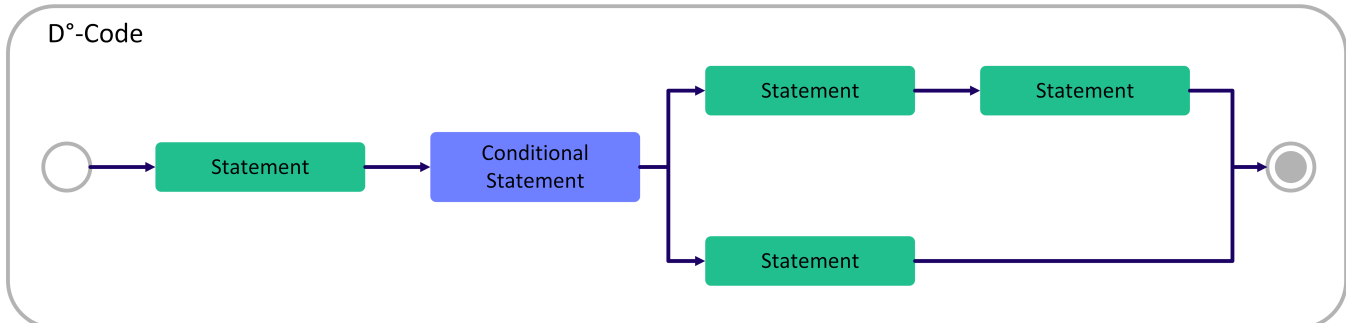 D°-Code
Statement
Conditional
Statement
Statement
Statement
Statement